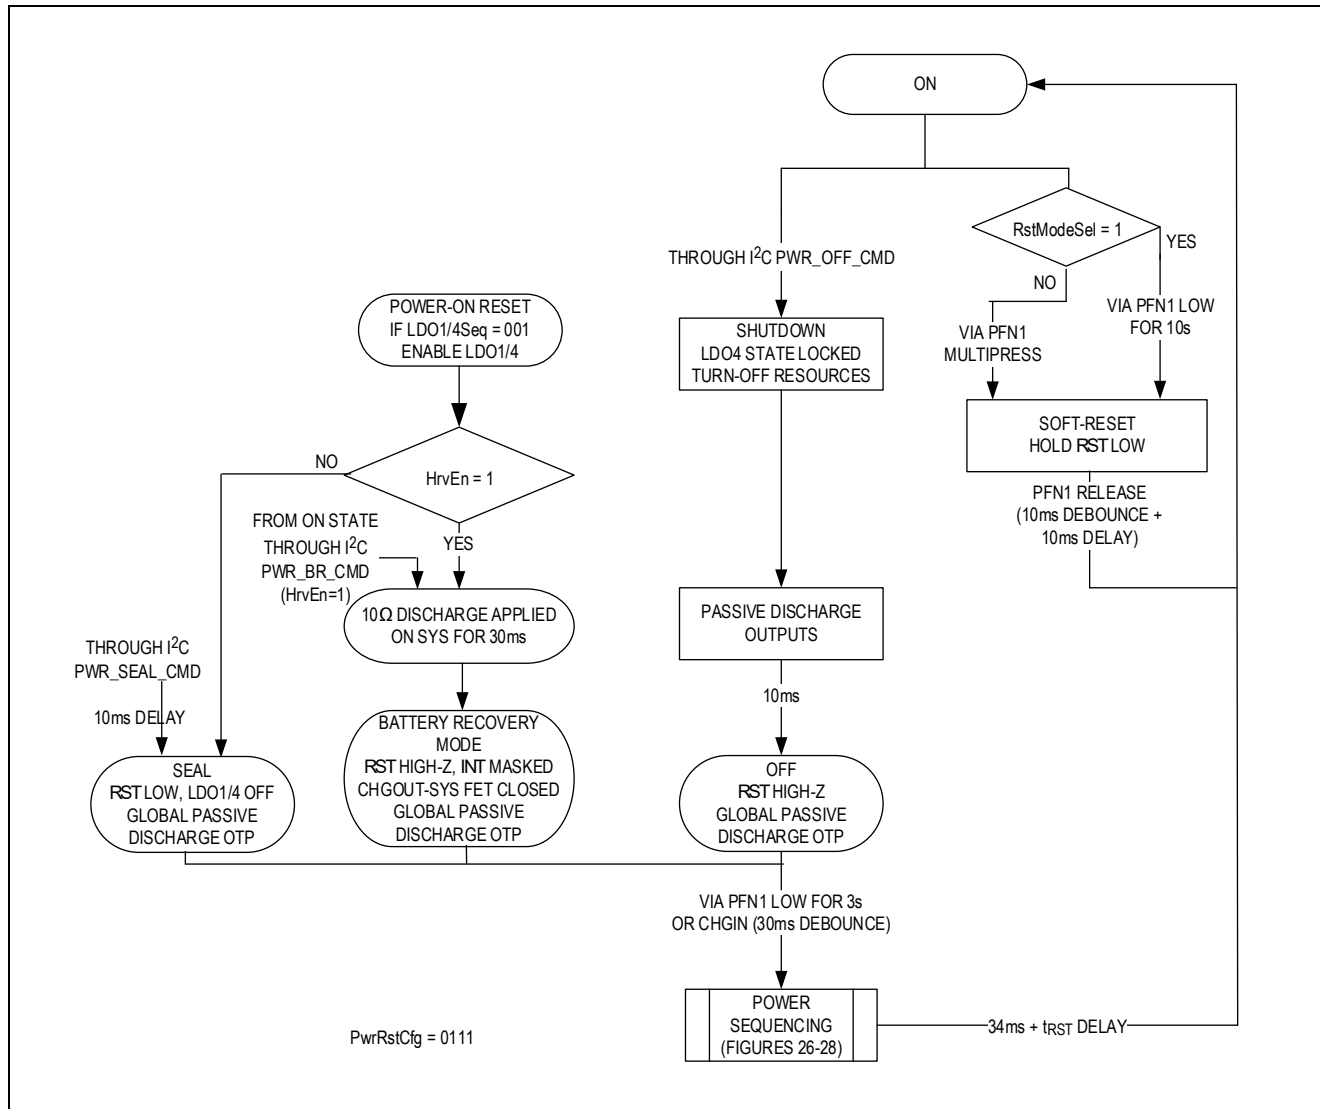 ON
RstModeSel = 1
YES
NO
THROUGH I²C PWR_OFF_CMD
VIA PFN1 LOW
FOR 10s
VIA PFN1
MULTIPRESS
POWER-ON RESET
IF LDO1/4Seq = 001
ENABLE LDO1/4
SHUTDOWN
LDO4 STATE LOCKED
TURN-OFF RESOURCES
SOFT-RESET
HOLD RST LOW
NO
HrvEn = 1
PFN1 RELEASE
(10ms DEBOUNCE +
10ms DELAY)
FROM ON STATE
THROUGH I²C
PWR_BR_CMD
(HrvEn=1)
YES
10Ω DISCHARGE APPLIED
ON SYS FOR 30ms
PASSIVE DISCHARGE
OUTPUTS
THROUGH I²C
PWR_SEAL_CMD
10ms DELAY
10ms
BATTERY RECOVERY
MODE
RST HIGH-Z, INT MASKED
CHGOUT-SYS FET CLOSED
GLOBAL PASSIVE
DISCHARGE OTP
SEAL
RST LOW, LDO1/4 OFF
GLOBAL PASSIVE
DISCHARGE OTP
OFF
RST HIGH-Z
GLOBAL PASSIVE
DISCHARGE OTP
VIA PFN1 LOW FOR 3s
OR CHGIN (30ms DEBOUNCE)
POWER
SEQUENCING
(FIGURES 26-28)
34ms + tRST DELAY
PwrRstCfg = 0111